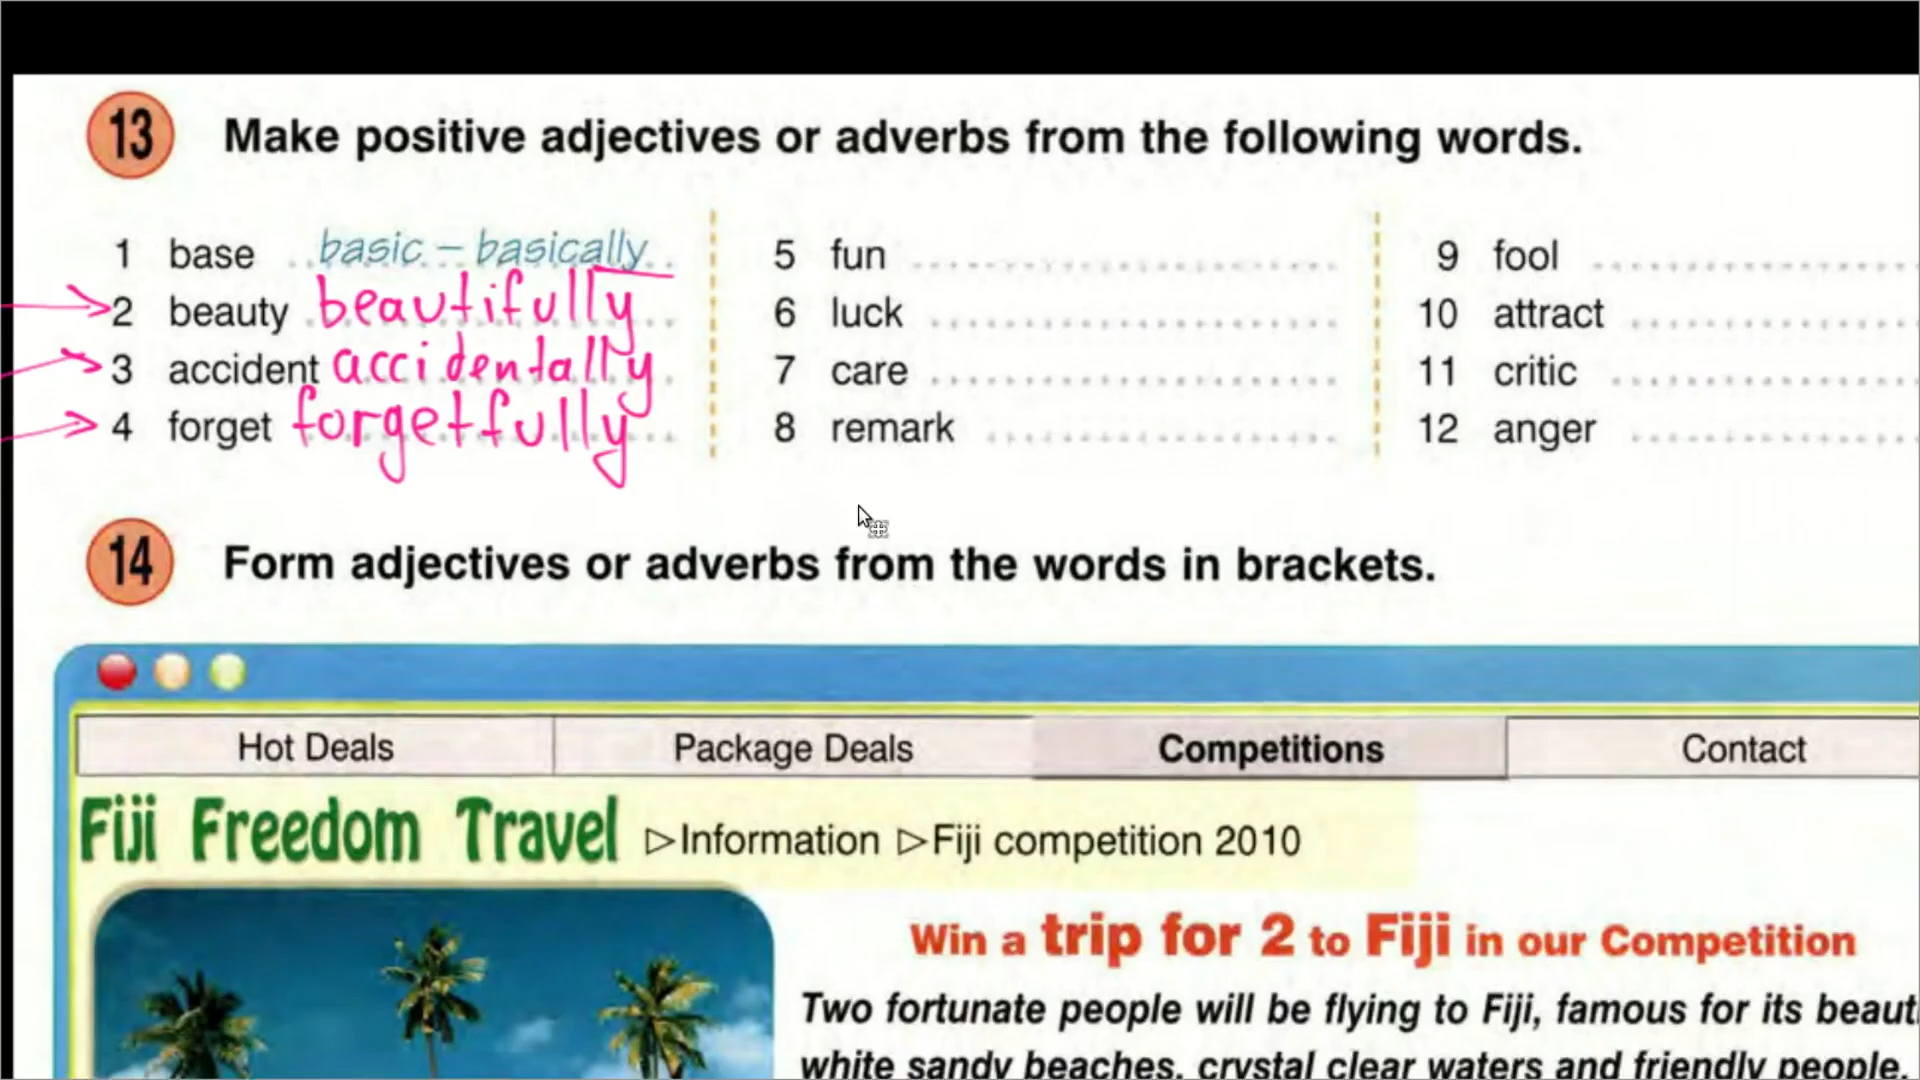 13 Make positive adjectives or adverbs from the following words.
1 base basic – basically
2 beauty beautifully
3 accident accidentally
4 forget forgetfully
5 fun
6 luck
7 care
8 remark
9 fool
10 attract
11 critic
12 anger
14 Form adjectives or adverbs from the words in brackets.
Hot Deals Package Deals Competitions Contact
Fiji Freedom Travel ▷Information ▷Fiji competition 2010
Win a trip for 2 to Fiji in our Competition
Two fortunate people will be flying to Fiji, famous for its beauti
white sandy beaches, crystal clear waters and friendly people.